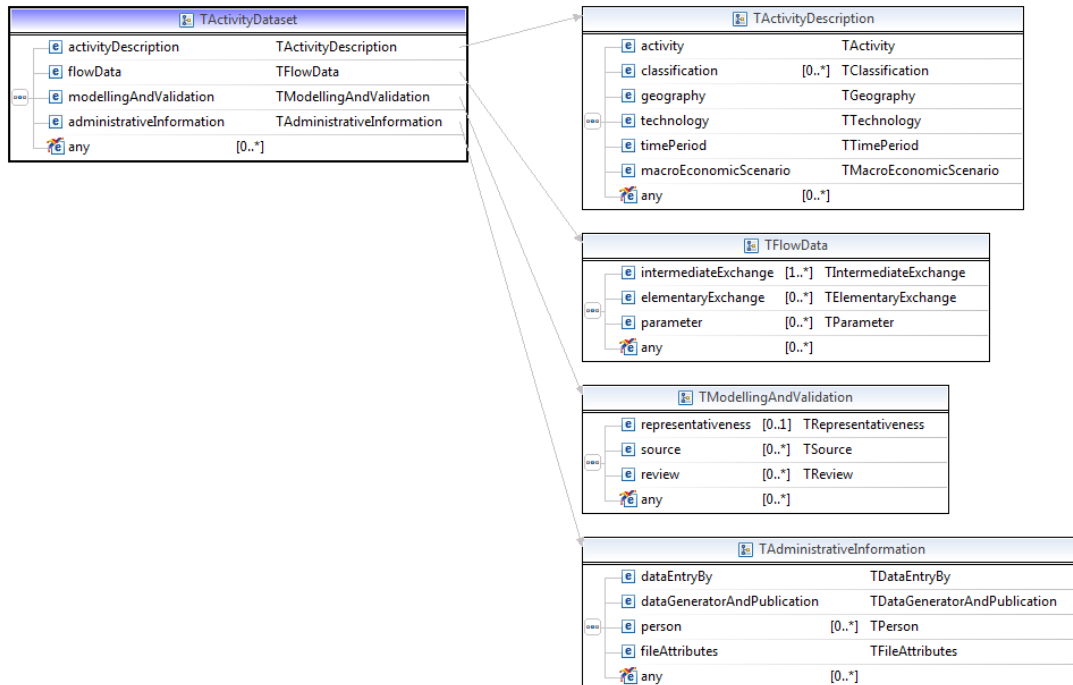 TActivityDataset
activityDescription TActivityDescription
flowData TFlowData
modellingAndValidation TModellingAndValidation
administrativeInformation TAdministrativeInformation
any [0..*]
TActivityDescription
activity TActivity
classification [0..*] TClassification
geography TGeography
technology TTechnology
timePeriod TTimePeriod
macroEconomicScenario TMacroEconomicScenario
any [0..*]
TFlowData
intermediateExchange [1..*] TIntermediateExchange
elementaryExchange [0..*] TElementaryExchange
parameter [0..*] TParameter
any [0..*]
TModellingAndValidation
representativeness [0..1] TRepresentativeness
source [0..*] TSource
review [0..*] TReview
any [0..*]
TAdministrativeInformation
dataEntryBy TDataEntryBy
dataGeneratorAndPublication TDataGeneratorAndPublication
person [0..*] TPerson
fileAttributes TFileAttributes
any [0..*]